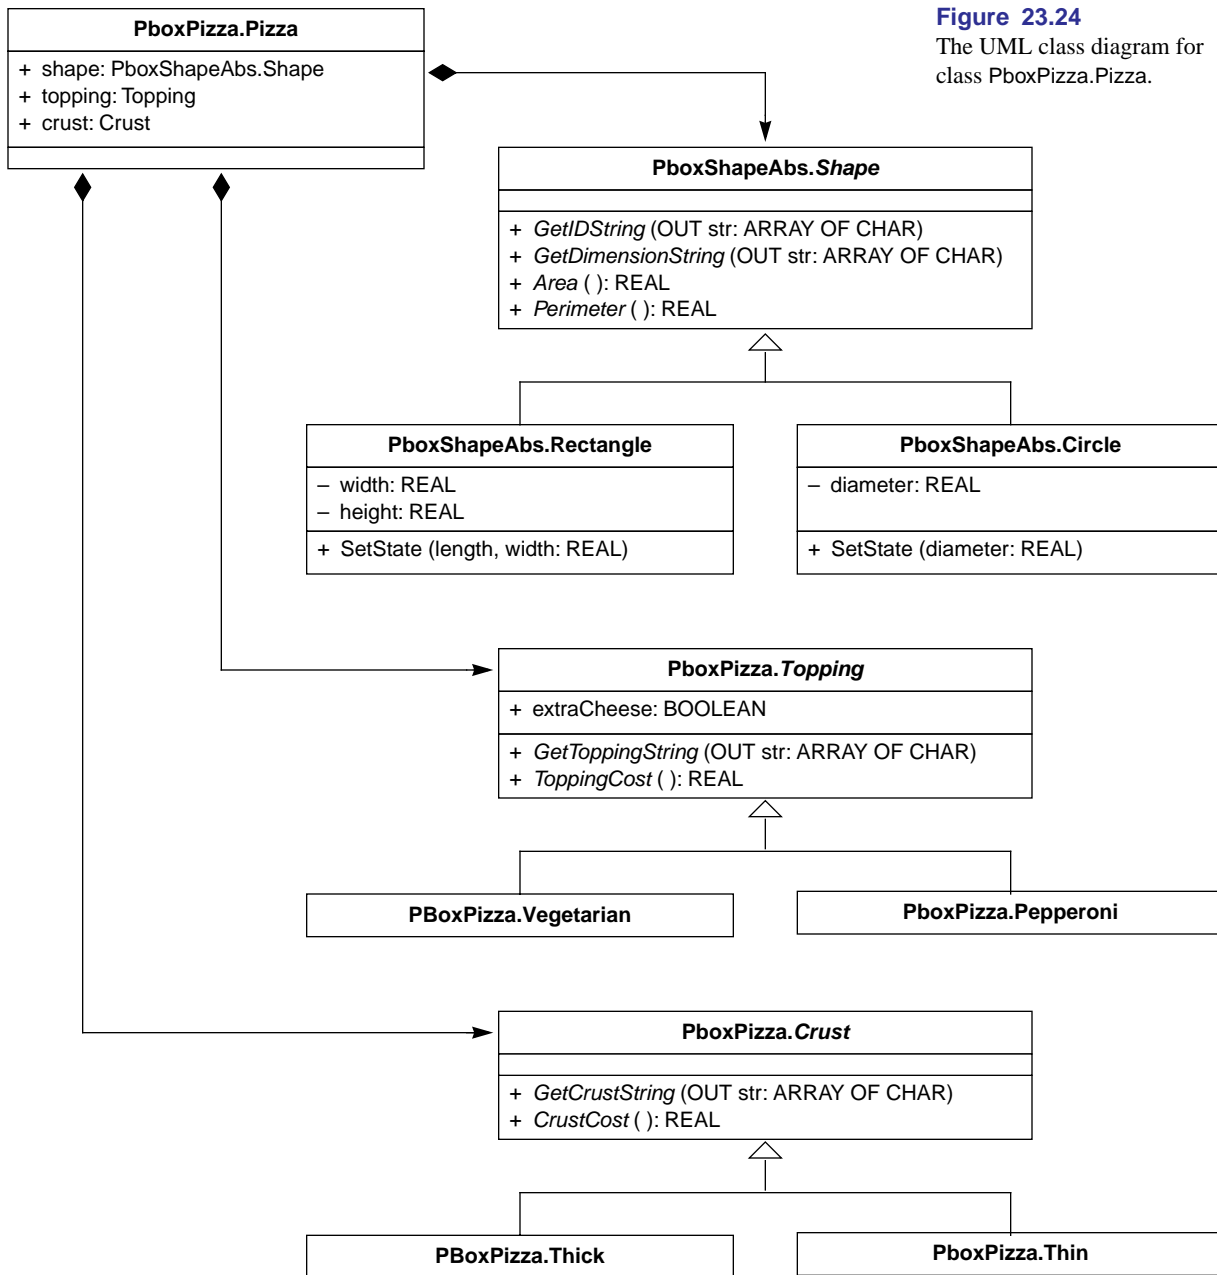 Figure 23.24
The UML class diagram for
class PboxPizza.Pizza.
PboxPizza.Pizza
+ shape: PboxShapeAbs.Shape
+ topping: Topping
+ crust: Crust
PboxShapeAbs.Shape
+ GetIDString (OUT str: ARRAY OF CHAR)
+ GetDimensionString (OUT str: ARRAY OF CHAR)
+ Area ( ): REAL
+ Perimeter ( ): REAL
PboxShapeAbs.Rectangle
– width: REAL
– height: REAL
+ SetState (length, width: REAL)
PboxShapeAbs.Circle
– diameter: REAL
+ SetState (diameter: REAL)
PboxPizza.Topping
+ extraCheese: BOOLEAN
+ GetToppingString (OUT str: ARRAY OF CHAR)
+ ToppingCost ( ): REAL
PBoxPizza.Vegetarian
PboxPizza.Pepperoni
PboxPizza.Crust
+ GetCrustString (OUT str: ARRAY OF CHAR)
+ CrustCost ( ): REAL
PBoxPizza.Thick
PboxPizza.Thin